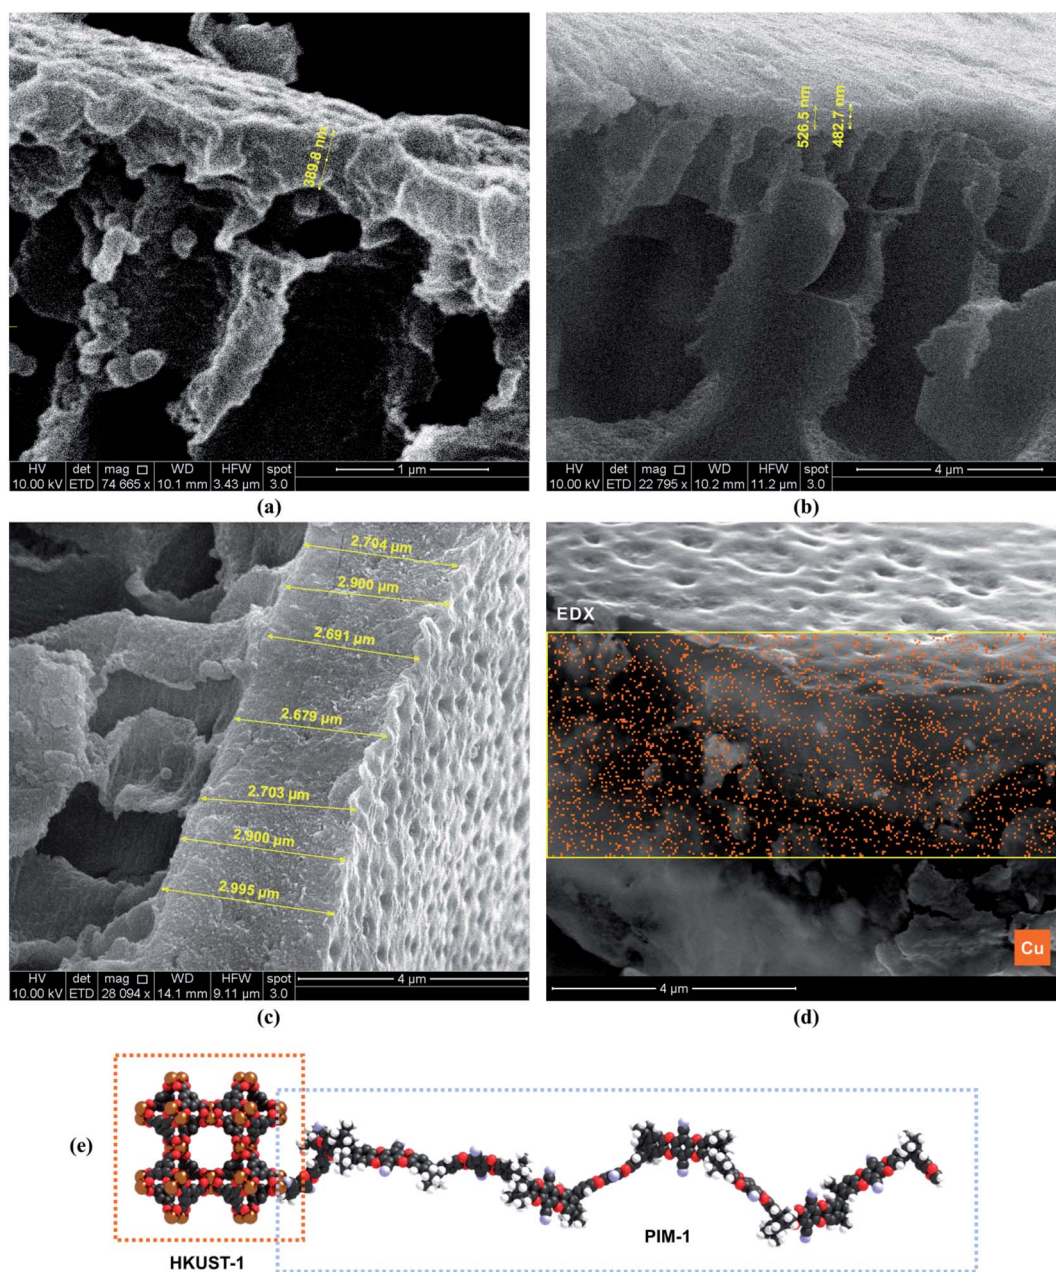 389.8 nm
HV det mag WD HFW spot
10.00 kV ETD 74 665 x 10.1 mm 3.43 µm 3.0 1 µm
(a)
526.5 nm
482.7 nm
HV det mag WD HFW spot
10.00 kV ETD 22 795 x 10.2 mm 11.2 µm 3.0 4 µm
(b)
2.704 µm
2.900 µm
2.691 µm
2.679 µm
2.703 µm
2.900 µm
2.995 µm
HV det mag WD HFW spot
10.00 kV ETD 28 094 x 14.1 mm 9.11 µm 3.0 4 µm
(c)
EDX
Cu
4 µm
(d)
(e)
HKUST-1
PIM-1